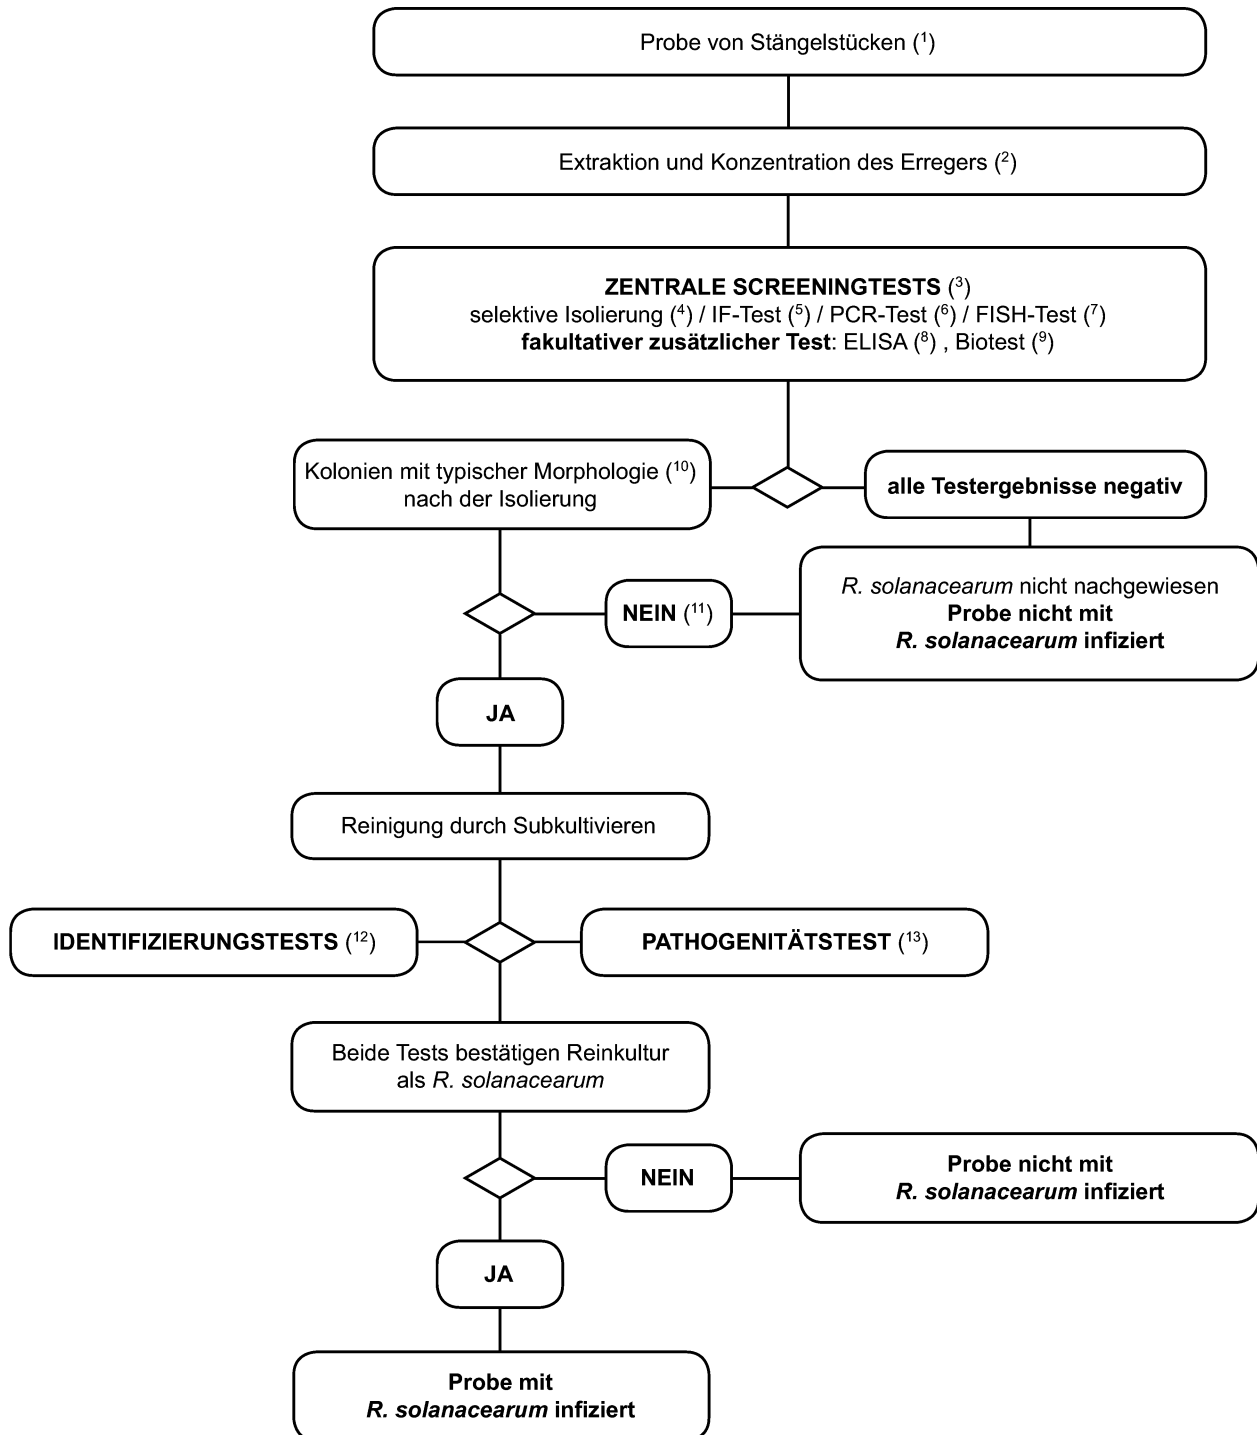 Probe von Stängelstücken (¹)
Extraktion und Konzentration des Erregers (²)
ZENTRALE SCREENINGTESTS (³)
selektive Isolierung (⁴) / IF-Test (⁵) / PCR-Test (⁶) / FISH-Test (⁷)
fakultativer zusätzlicher Test: ELISA (⁸) , Biotest (⁹)
Kolonien mit typischer Morphologie (¹⁰)
nach der Isolierung
alle Testergebnisse negativ
R. solanacearum nicht nachgewiesen
Probe nicht mit
R. solanacearum infiziert
NEIN (¹¹)
JA
Reinigung durch Subkultivieren
IDENTIFIZIERUNGSTESTS (¹²)
PATHOGENITÄTSTEST (¹³)
Beide Tests bestätigen Reinkultur
als R. solanacearum
NEIN
Probe nicht mit
R. solanacearum infiziert
JA
Probe mit
R. solanacearum infiziert